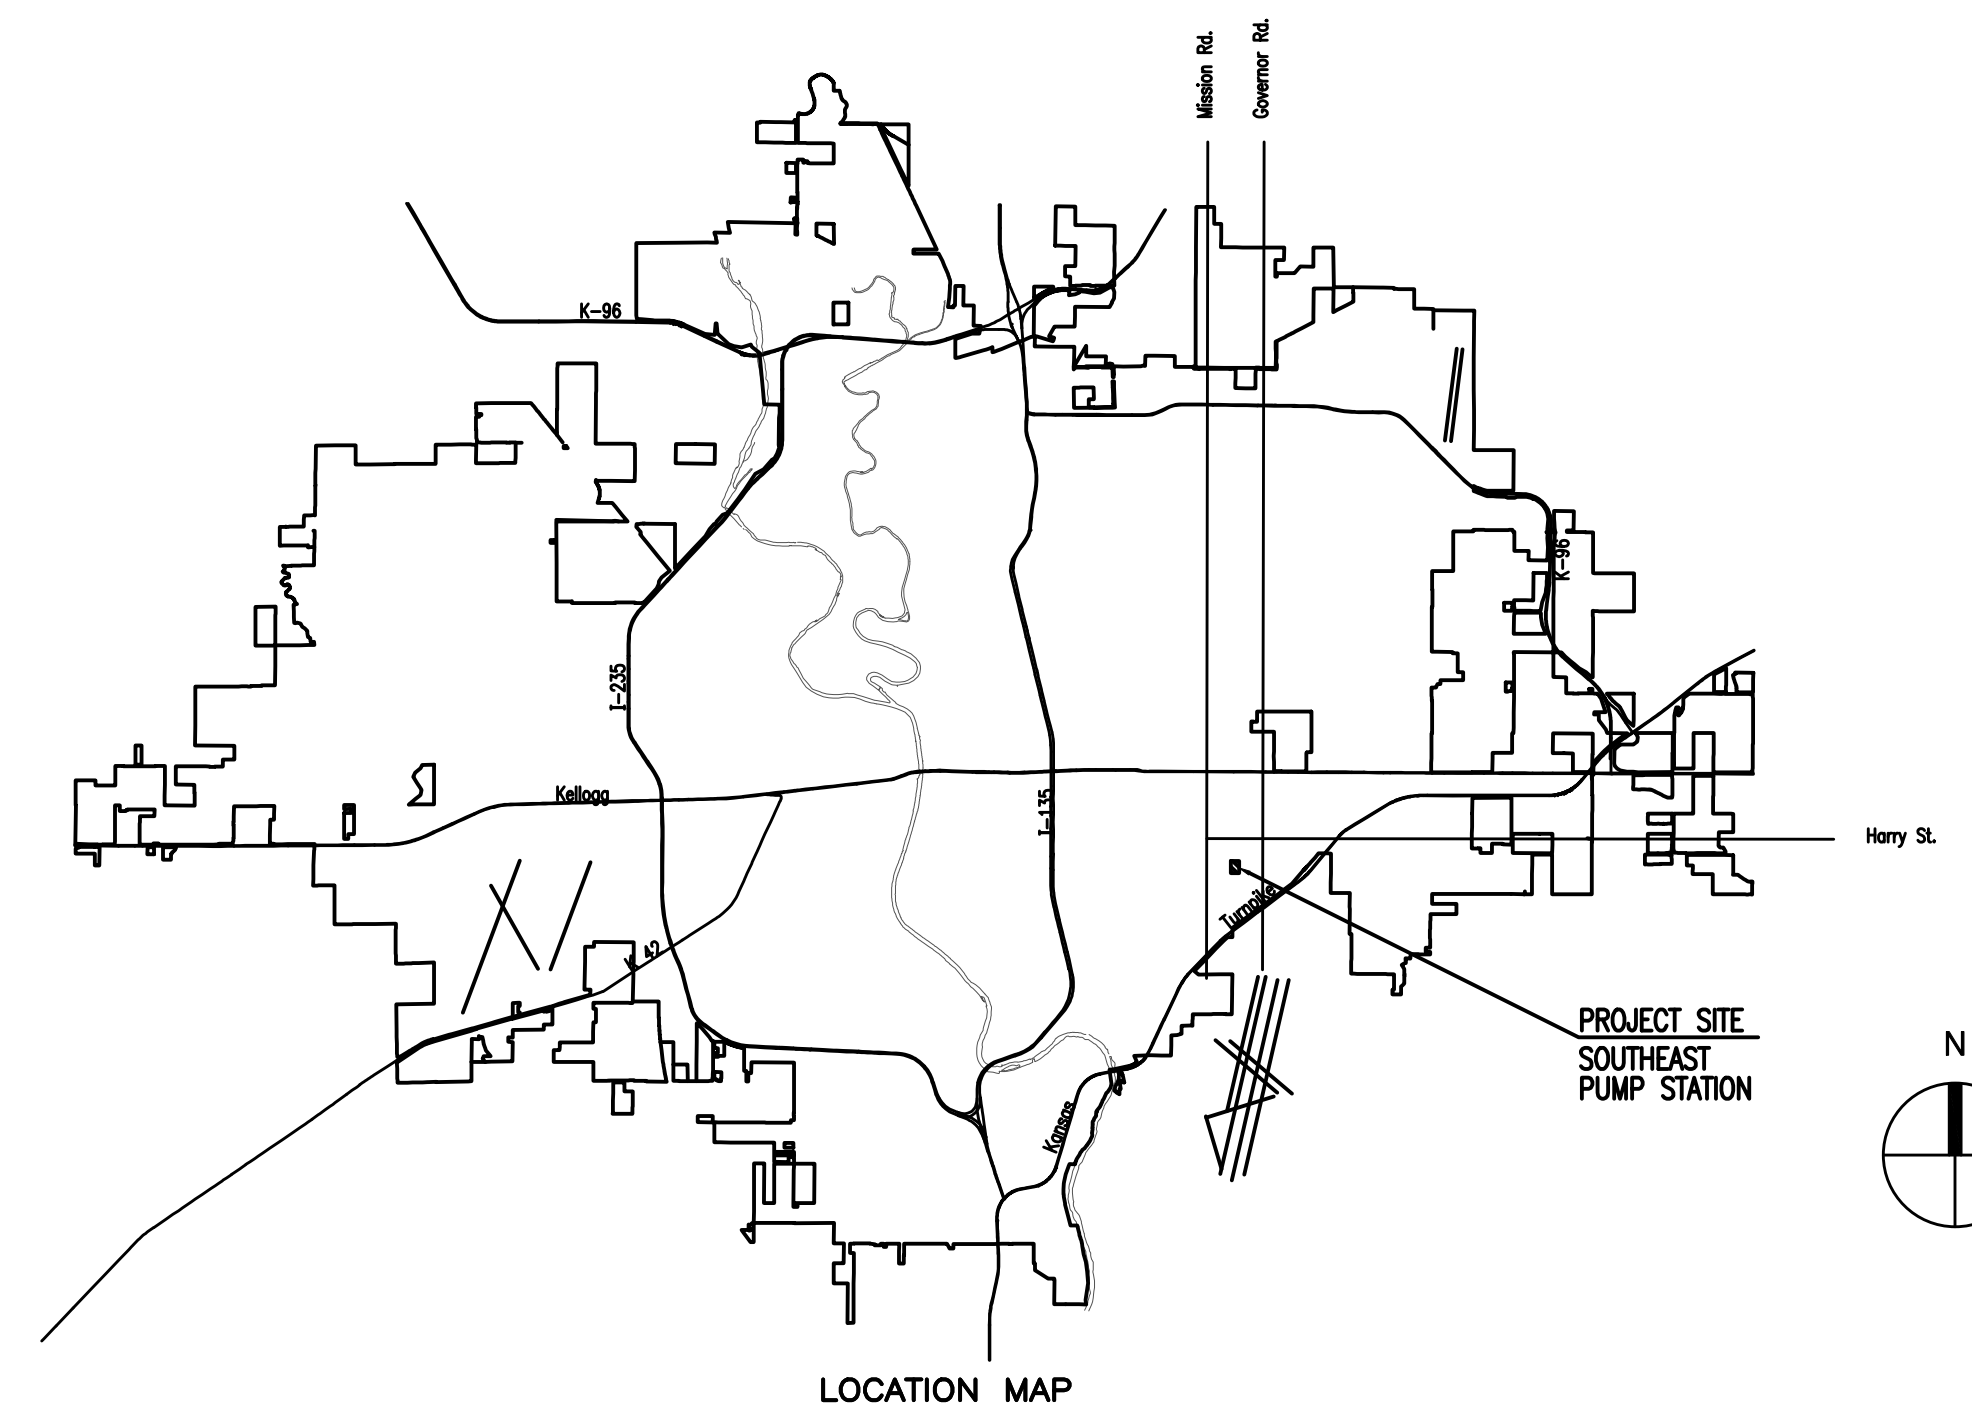 Mission Rd.
Governor Rd.
K-96
K-96
I-235
Kellogg
I-135
Harry St.
Turnpike
K 42
PROJECT SITE
SOUTHEAST
PUMP STATION
N
Kansas
LOCATION MAP